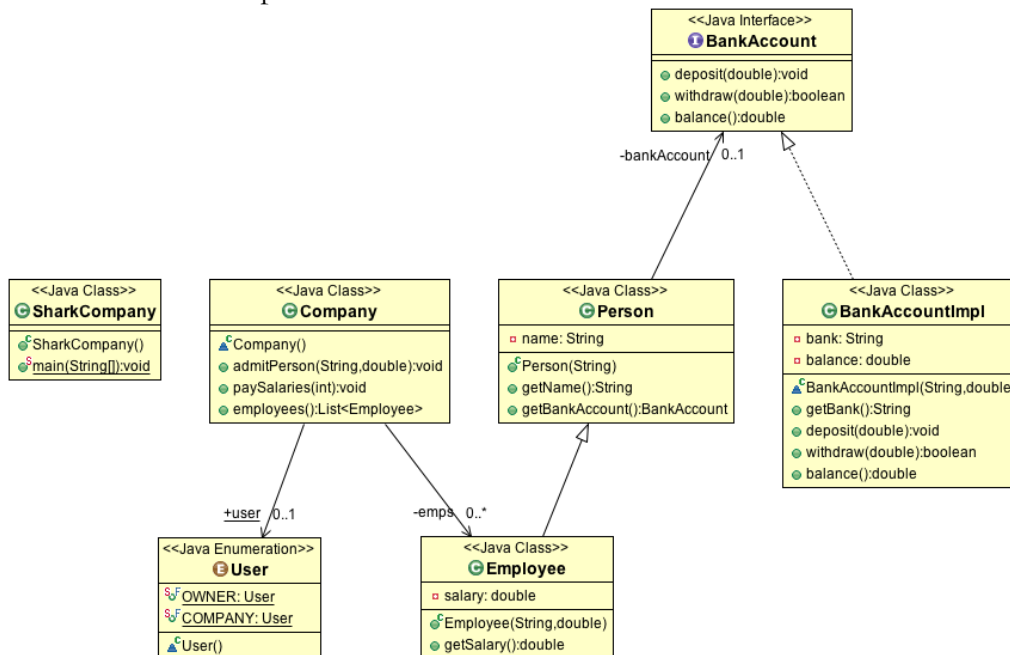 <<Java Interface>>
BankAccount
deposit(double):void
withdraw(double):boolean
balance():double
-bankAccount 0..1
<<Java Class>>
SharkCompany
SharkCompany()
main(String[]):void
<<Java Class>>
Company
Company()
admitPerson(String,double):void
paySalaries(int):void
employees():List<Employee>
<<Java Class>>
Person
name: String
Person(String)
getName():String
getBankAccount():BankAccount
<<Java Class>>
BankAccountImpl
bank: String
balance: double
BankAccountImpl(String,double
getBank():String
deposit(double):void
withdraw(double):boolean
balance():double
+user 0..1
-emps 0..*
<<Java Enumeration>>
User
OWNER: User
COMPANY: User
User()
<<Java Class>>
Employee
salary: double
Employee(String,double)
getSalary():double